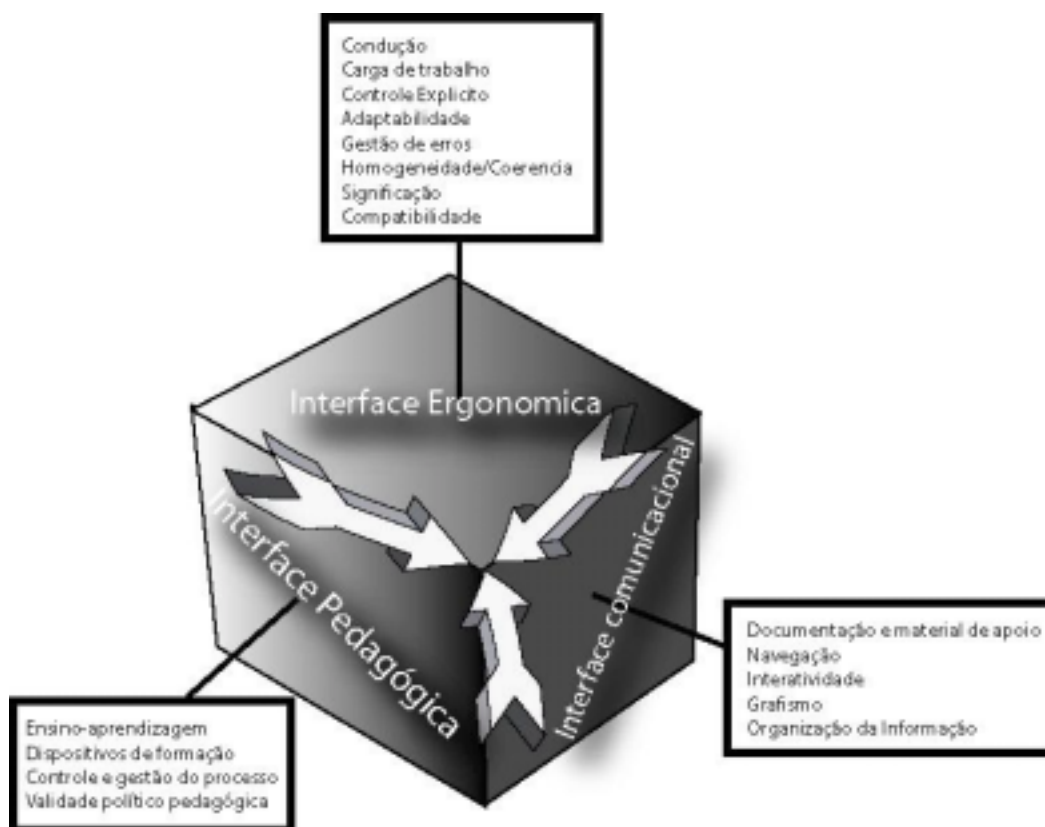 Condução
Carga de trabalho
Controle Explicito
Adaptabilidade
Gestão de erros
Homogeneidade/Coerencia
Significação
Compatibilidade
Interface Ergonomica
Interface Pedagógica
Interface comunicacional
Documentação e material de apoio
Navegação
Interatividade
Grafismo
Organização da Informação
Ensino-aprendizagem
Dispositivos de formação
Controle e gestão do processo
Validade político pedagógica